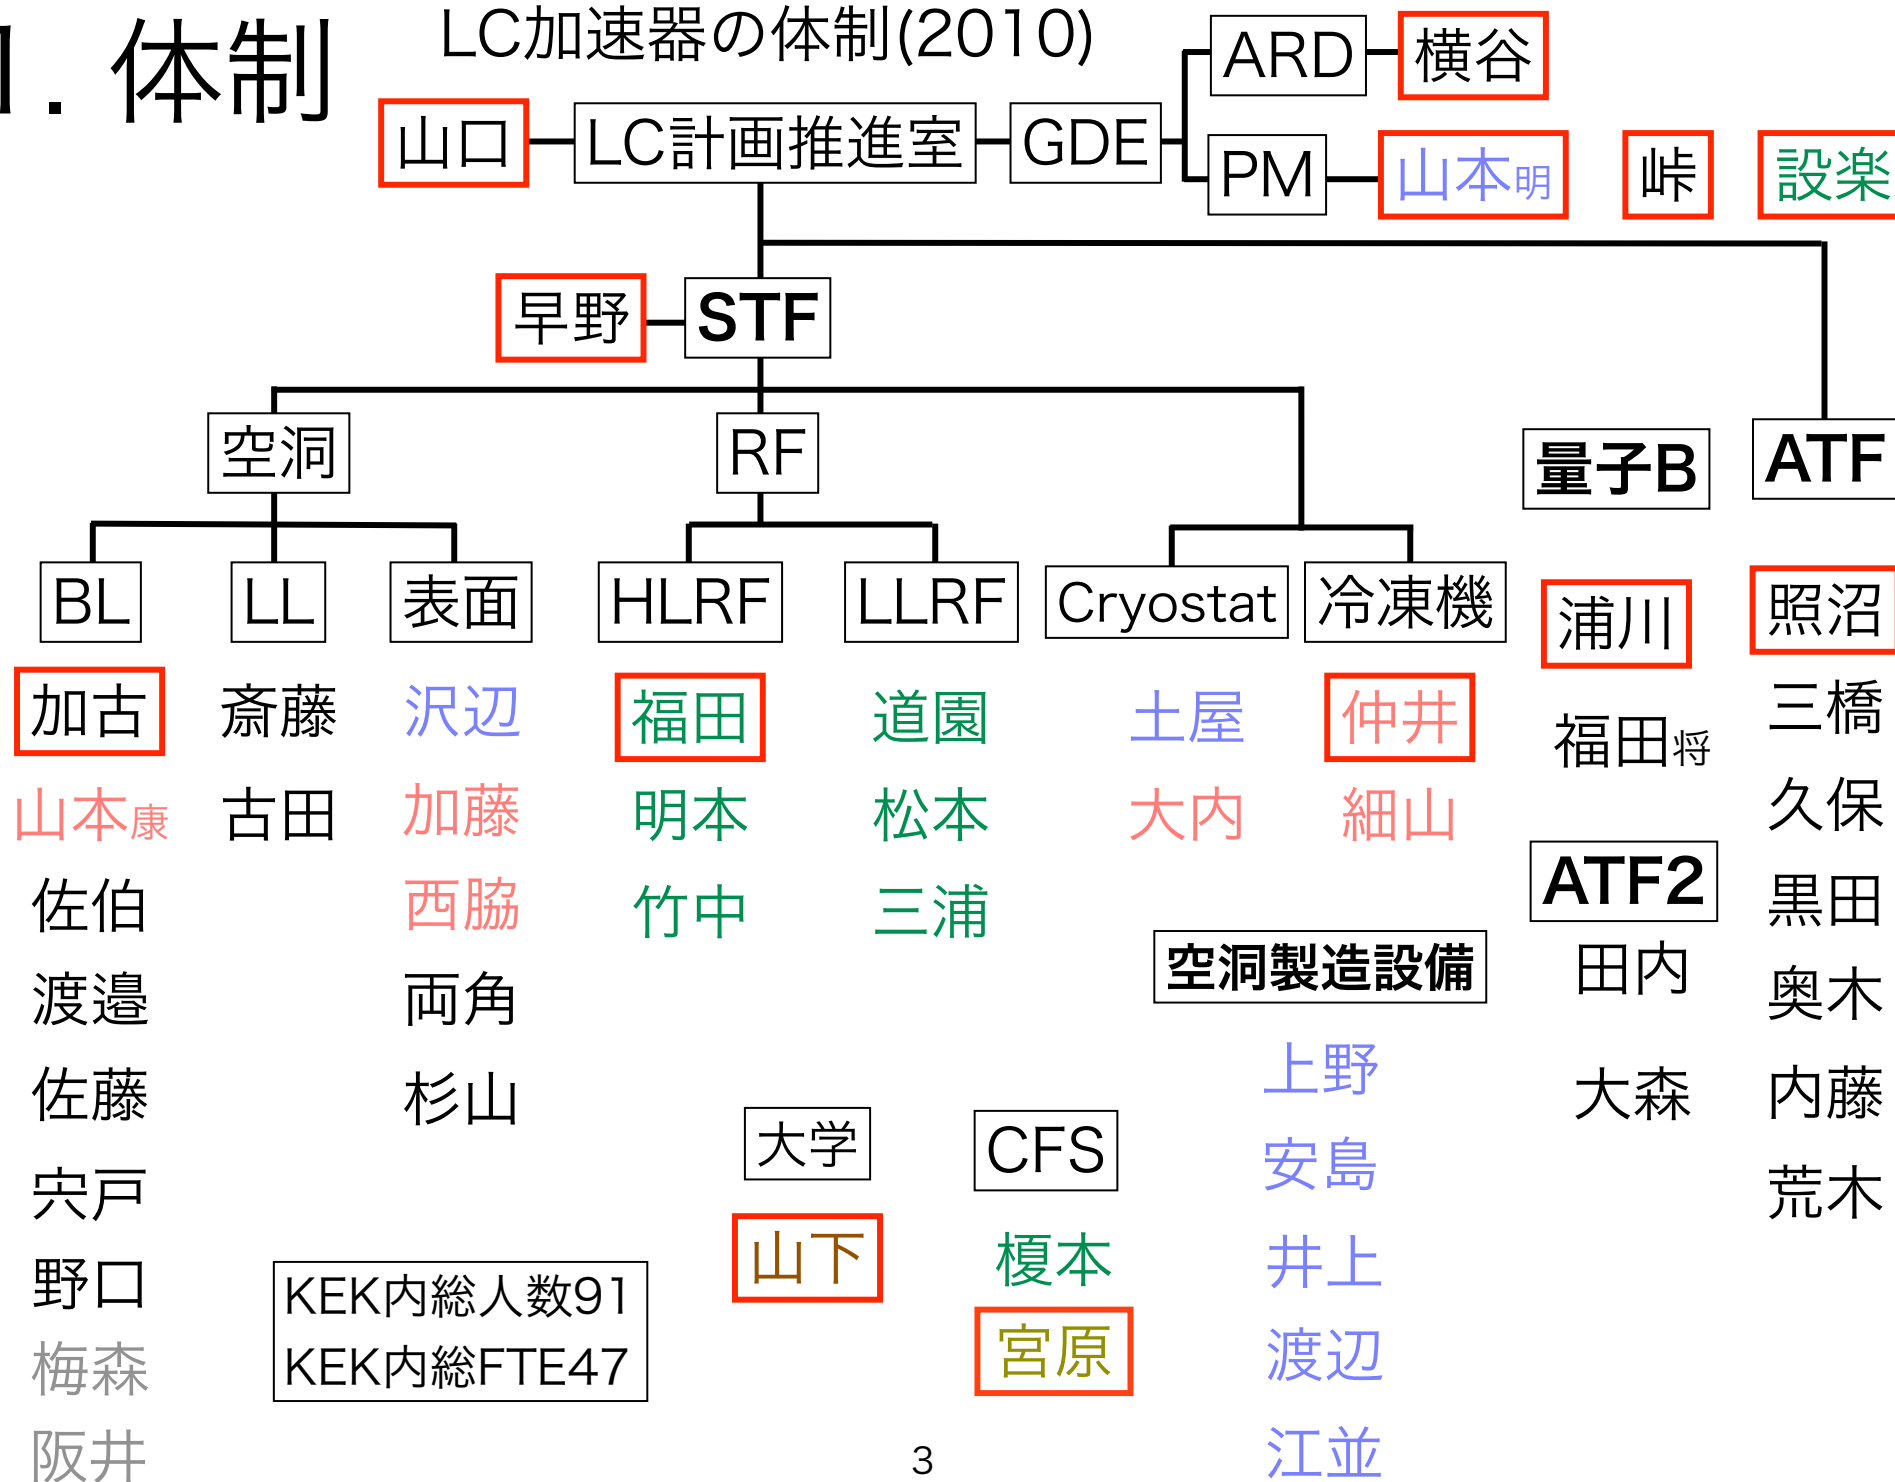 1. 体制
LC加速器の体制(2010)
ARD
横谷
山口
LC計画推進室
GDE
PM
山本明
峠
設楽
早野
STF
空洞
RF
量子B
ATF
BL
LL
表面
HLRF
LLRF
Cryostat
冷凍機
浦川
照沼
加古
斎藤
沢辺
福田
道園
土屋
仲井
福田将
三橋
山本康
古田
加藤
明本
松本
大内
細山
久保
佐伯
西脇
竹中
三浦
ATF2
黒田
渡邉
両角
空洞製造設備
田内
奥木
佐藤
杉山
上野
大森
内藤
宍戸
大学
CFS
安島
荒木
野口
山下
榎本
井上
梅森
KEK内総人数91
KEK内総FTE47
宮原
渡辺
阪井
江並
3